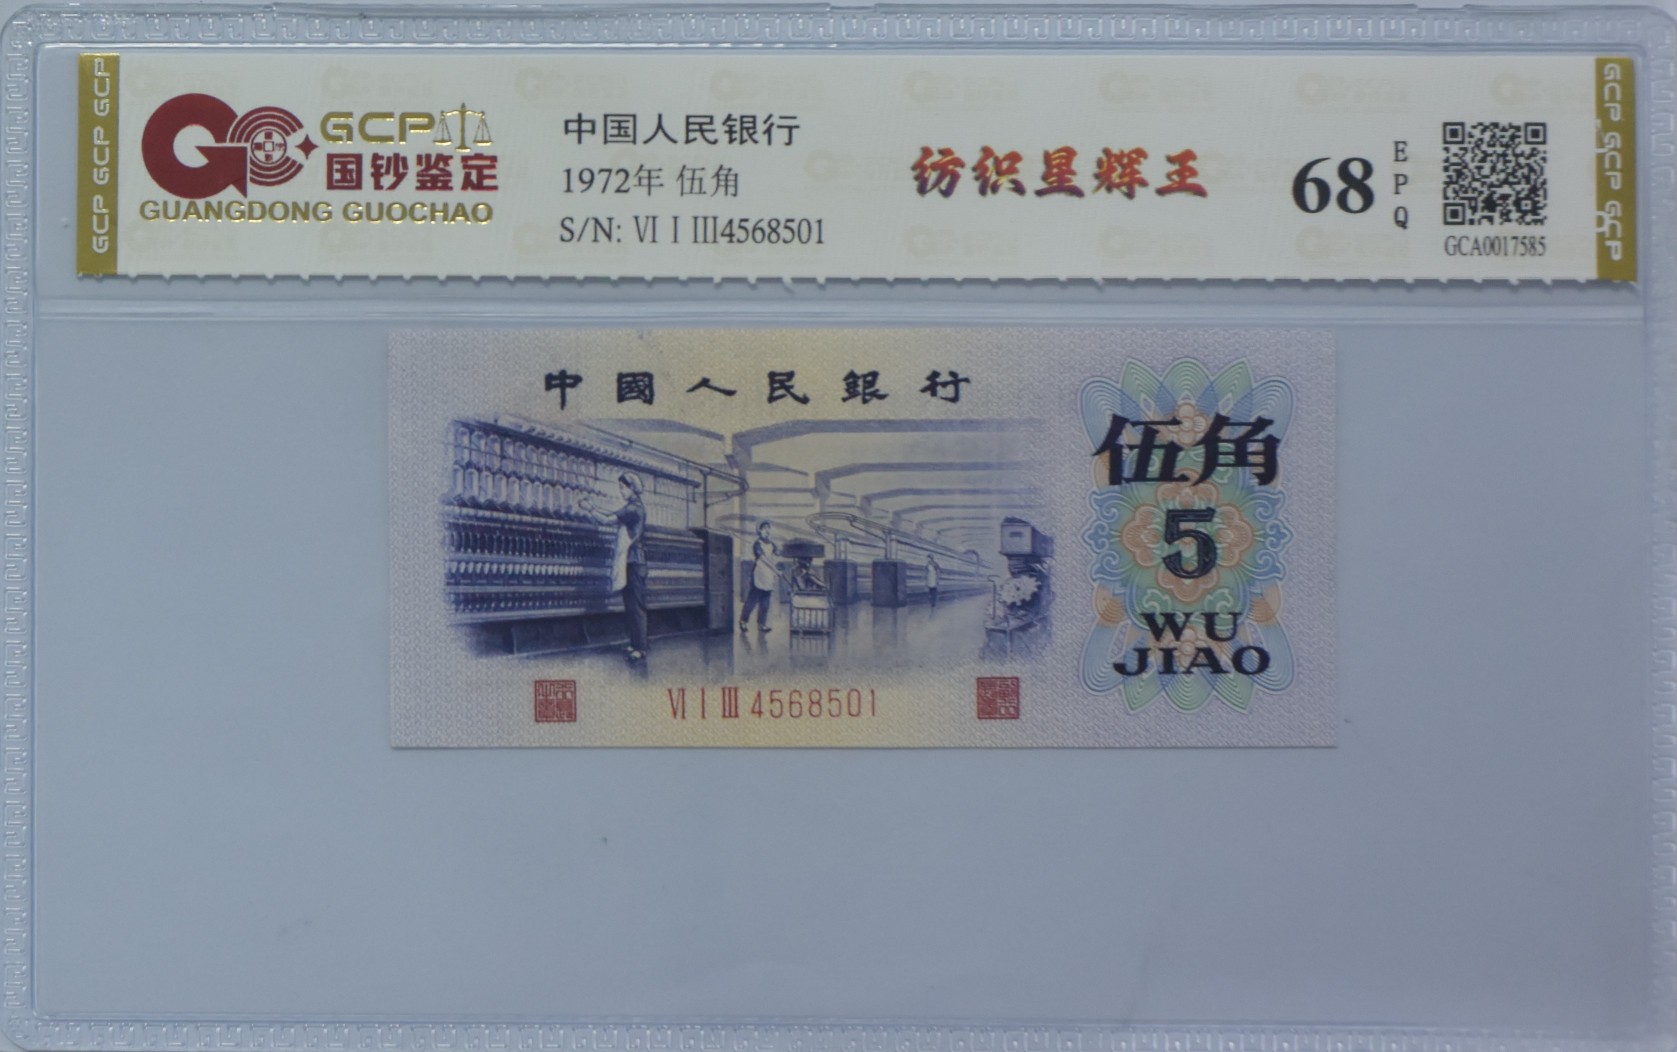 GCP GCP GCP
GCP
国钞鉴定
GUANGDONG GUOCHAO
中国人民银行
1972年 伍角
S/N: Ⅵ Ⅰ Ⅲ4568501
纺织星辉王
68
EPQ
GCA0017585
GCP GCP GCP
中國人民銀行
伍角
5
WU
JIAO
Ⅵ Ⅰ Ⅲ 4568501